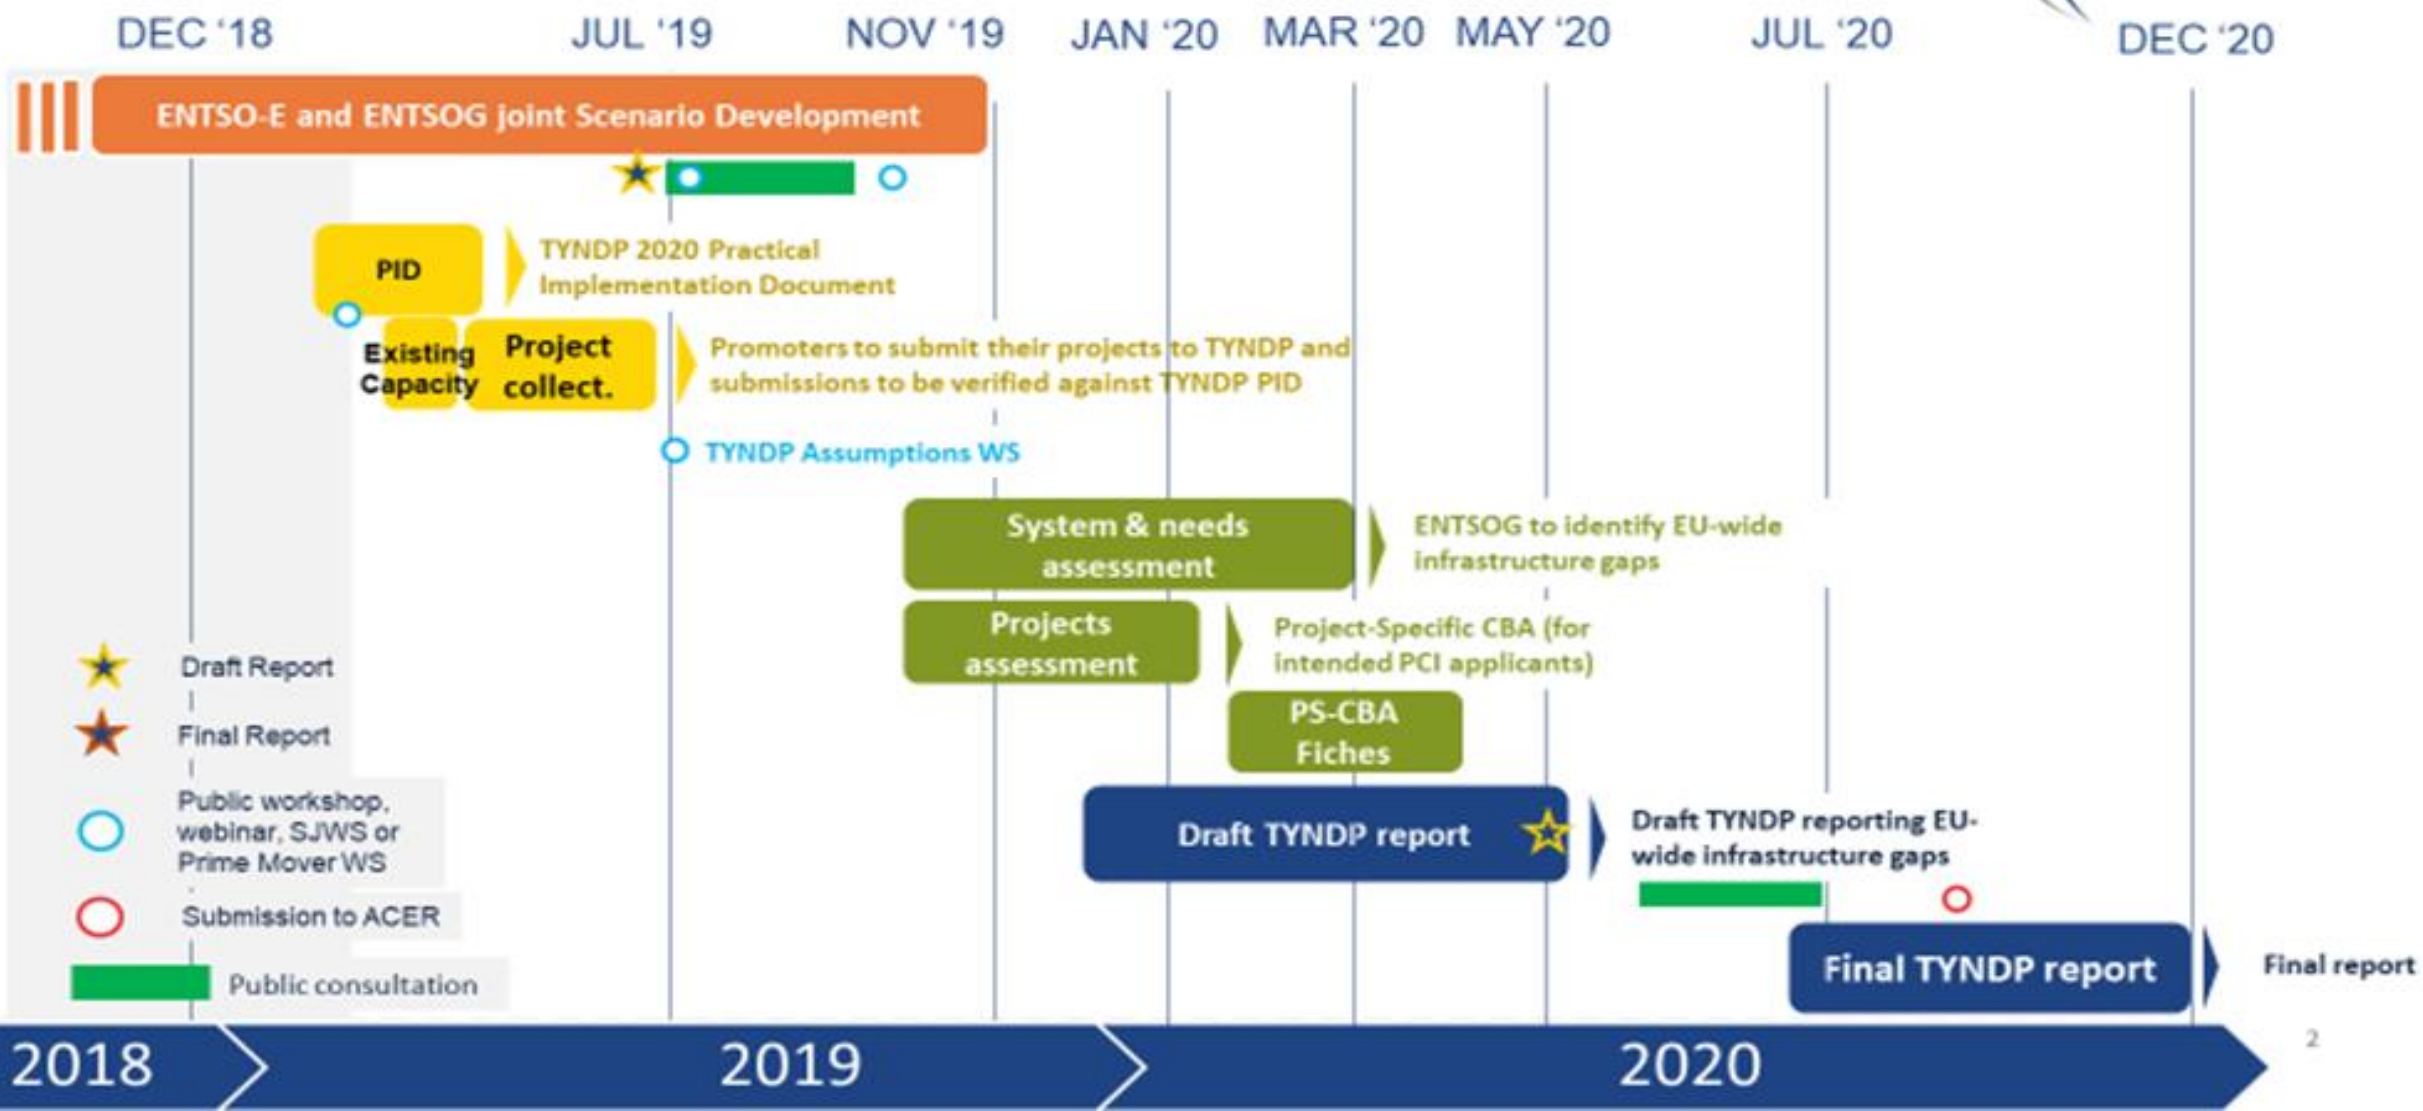 DEC ‘18
JUL ‘19
NOV ‘19
JAN ‘20
MAR ‘20
MAY ‘20
JUL ‘20
DEC ‘20
ENTSO-E and ENTSOG joint Scenario Development
PID
TYNDP 2020 Practical
Implementation Document
Existing
Capacity
Project
collect.
Promoters to submit their projects to TYNDP and
submissions to be verified against TYNDP PID
TYNDP Assumptions WS
System & needs
assessment
ENTSOG to identify EU-wide
infrastructure gaps
Projects
assessment
Project-Specific CBA (for
intended PCI applicants)
PS-CBA
Fiches
Draft TYNDP report
Draft TYNDP reporting EU-
wide infrastructure gaps
Final TYNDP report
Final report
Draft Report
Final Report
Public workshop,
webinar, SJWS or
Prime Mover WS
Submission to ACER
Public consultation
2018
2019
2020
2